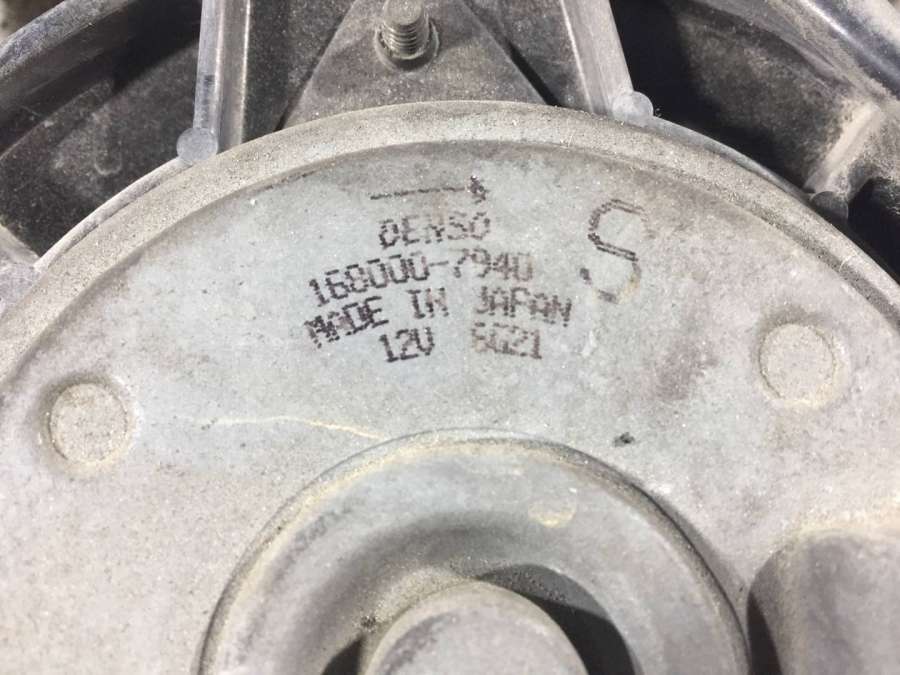 DENSO
S
168000-7940
MADE IN JAPAN
12V 6G21